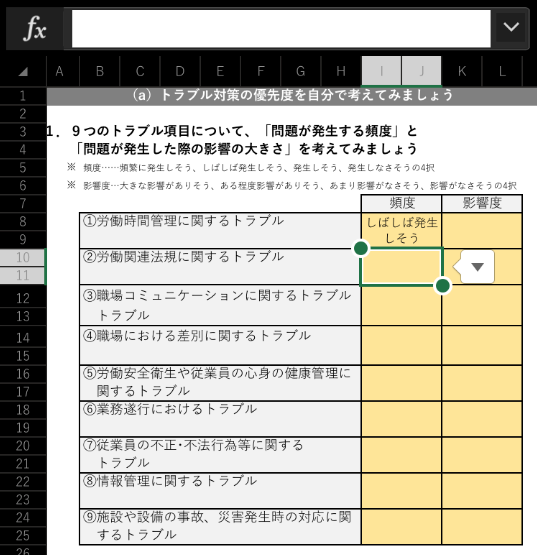 fx
A B C D E F G H I J K L
1 （a）トラブル対策の優先度を自分で考えてみましょう
2
3 1．９つのトラブル項目について、「問題が発生する頻度」と
4 「問題が発生した際の影響の大きさ」を考えてみましょう
5 ※ 頻度……頻繁に発生しそう、しばしば発生しそう、発生しそう、発生しなさそうの4択
6 ※ 影響度…大きな影響がありそう、ある程度影響がありそう、あまり影響がなさそう、影響がなさそうの4択
7 頻度 影響度
8 ①労働時間管理に関するトラブル しばしば発生
9 しそう
10 ②労働関連法規に関するトラブル
11
12 ③職場コミュニケーションに関するトラブル
13 トラブル
14 ④職場における差別に関するトラブル
15
16 ⑤労働安全衛生や従業員の心身の健康管理に
17 関するトラブル
18 ⑥業務遂行におけるトラブル
19
20 ⑦従業員の不正･不法行為等に関する
21 トラブル
22 ⑧情報管理に関するトラブル
23
24 ⑨施設や設備の事故、災害発生時の対応に関
25 するトラブル
26